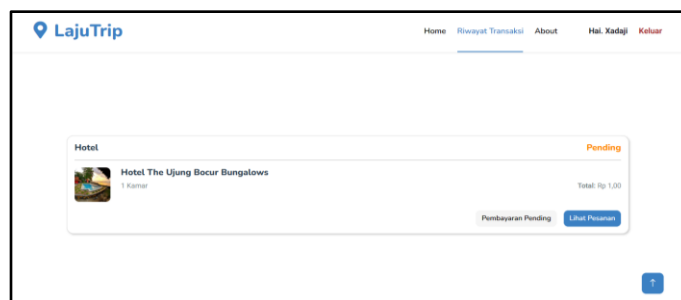 LajuTrip
Home Riwayat Transaksi About Hai. Xadaji Keluar
Hotel Pending
Hotel The Ujung Bocur Bungalows
1 Kamar
Total: Rp 1,00
Pembayaran Pending Lihat Pesanan